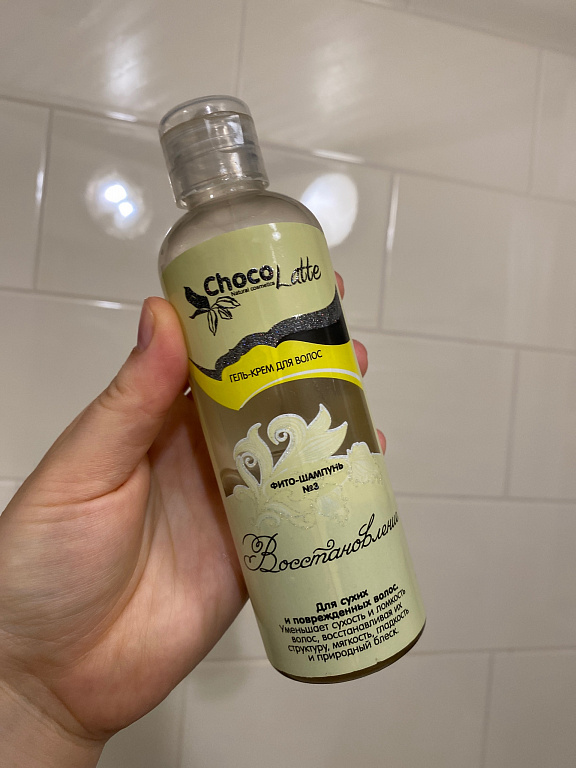 Choco Latte
Natural cosmetics
ГЕЛЬ-КРЕМ ДЛЯ ВОЛОС
ФИТО-ШАМПУНЬ
№3
Восстановление
Для сухих
и поврежденных волос.
Уменьшает сухость и ломкость
волос, восстанавливая их
структуру, мягкость, гладкость
и природный блеск.